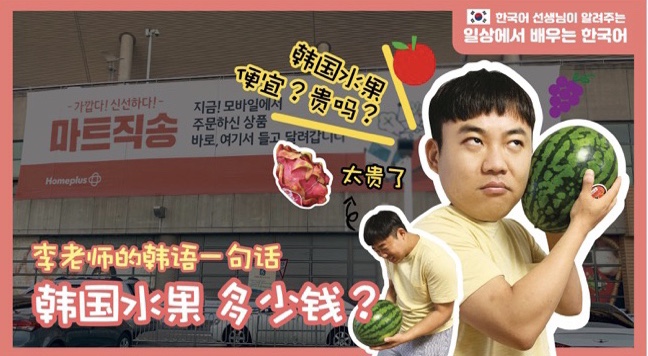 한국어 선생님이 알려주는
일상에서 배우는 한국어
韩国水果
便宜？贵吗？
- 가깝다! 신선하다! -
마트직송
지금! 모바일에서
주문하신 상품
바로, 여기서 들고 달려갑니다
Homeplus
太贵了
李老师的韩语一句话
韩国水果 多少钱？